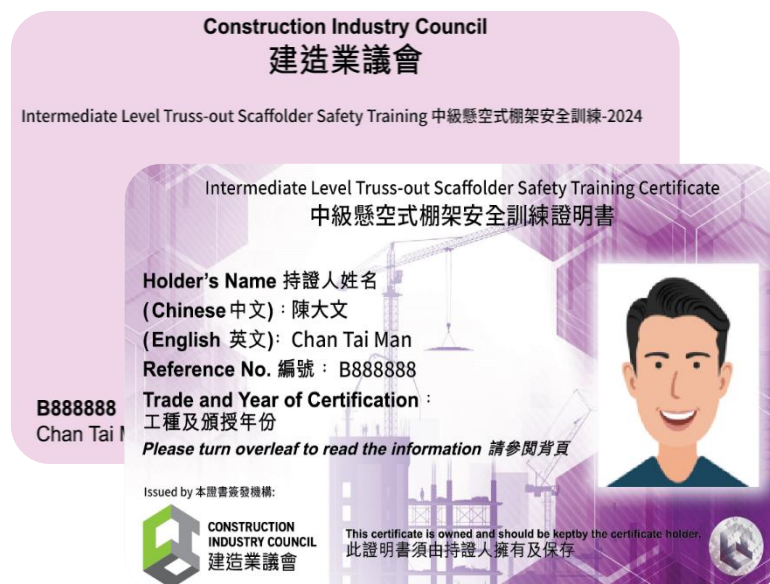 Construction Industry Council
建造業議會
Intermediate Level Truss-out Scaffolder Safety Training 中級懸空式棚架安全訓練-2024
B888888
Chan Tai
Intermediate Level Truss-out Scaffolder Safety Training Certificate
中級懸空式棚架安全訓練證明書
Holder's Name 持證人姓名
(Chinese 中文) : 陳大文
(English 英文): Chan Tai Man
Reference No. 編號 : B888888
Trade and Year of Certification :
工種及頒授年份
Please turn overleaf to read the information 請參閱背頁
Issued by 本證書簽發機構:
CONSTRUCTION
INDUSTRY COUNCIL
建造業議會
This certificate is owned and should be keptby the certificate holder.
此證明書須由持證人擁有及保存